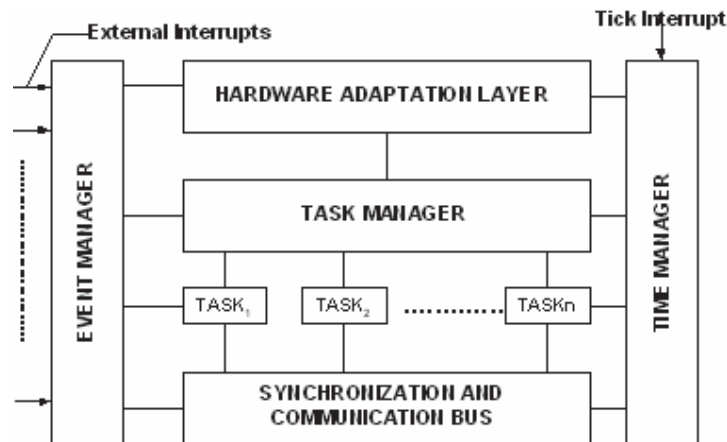 External Interrupts
Tick Interrupt
HARDWARE ADAPTATION LAYER
EVENT MANAGER
TASK MANAGER
TIME MANAGER
TASK₁
TASK₂
TASKn
SYNCHRONIZATION AND
COMMUNICATION BUS